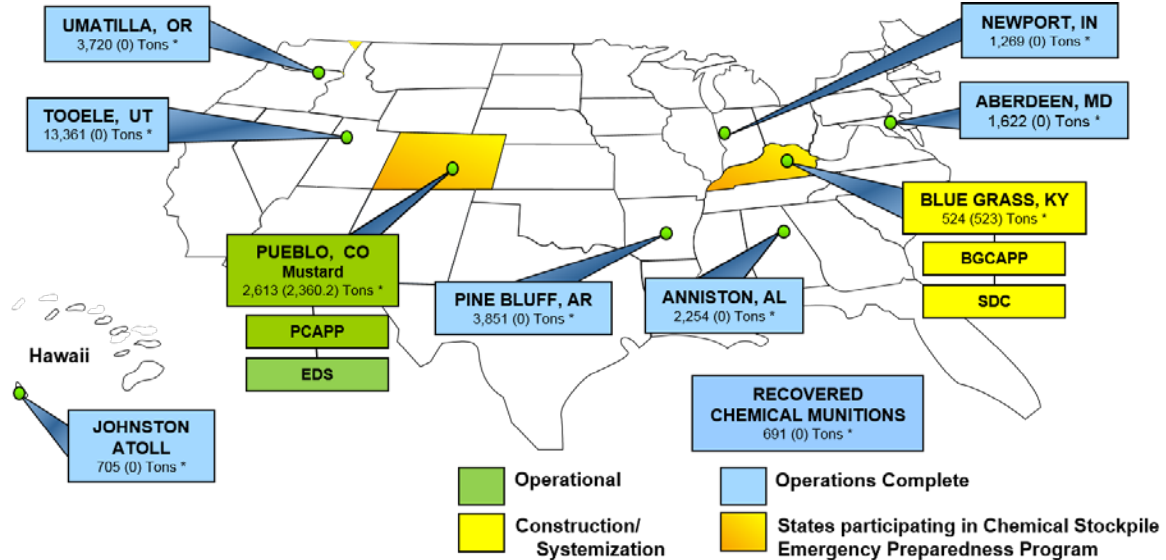 UMATILLA, OR
3,720 (0) Tons *
NEWPORT, IN
1,269 (0) Tons *
TOOELE, UT
13,361 (0) Tons *
ABERDEEN, MD
1,622 (0) Tons *
BLUE GRASS, KY
524 (523) Tons *
BGCAPP
SDC
PUEBLO, CO
Mustard
2,613 (2,360.2) Tons *
PCAPP
EDS
PINE BLUFF, AR
3,851 (0) Tons *
ANNISTON, AL
2,254 (0) Tons *
Hawaii
JOHNSTON
ATOLL
705 (0) Tons *
RECOVERED
CHEMICAL MUNITIONS
691 (0) Tons *
Operational
Operations Complete
Construction/
Systemization
States participating in Chemical Stockpile
Emergency Preparedness Program